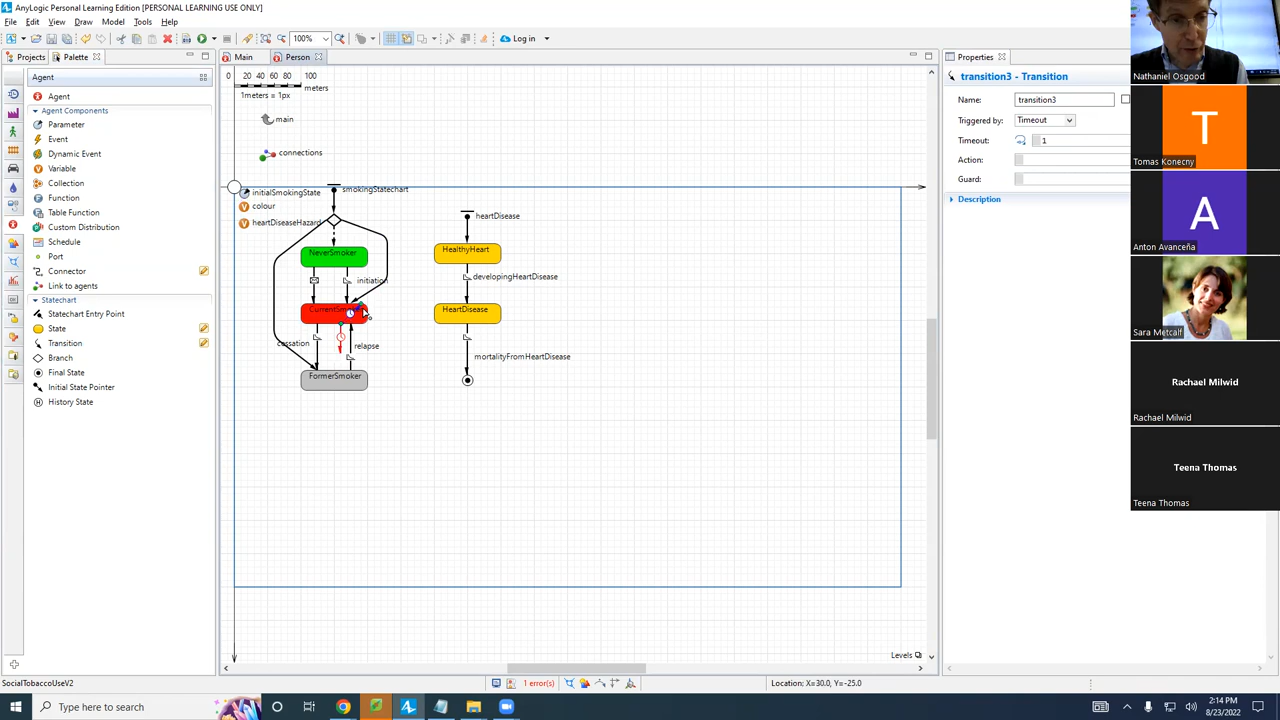 AnyLogic Personal Learning Edition [PERSONAL LEARNING USE ONLY]
File Edit View Draw Model Tools Help
100%
Log in
Projects Palette
Main Person
Properties
Agent
Agent
Agent Components
Parameter
Event
Dynamic Event
Variable
Collection
Function
Table Function
Custom Distribution
Schedule
Port
Connector
Link to agents
Statechart
Statechart Entry Point
State
Transition
Initial State Pointer
Branch
Final State
History State
0 20 40 60 80 100
meters
1meters = 1px
main
connections
initialSmokingState
colour
heartDiseaseHazard
smokingStatechart
NeverSmoker
initiation
cessation
relapse
FormerSmoker
heartDisease
HealthyHeart
developingHeartDisease
HeartDisease
mortalityFromHeartDisease
Levels
transition3 - Transition
Name: transition3
Triggered by: Timeout
Timeout: 1
Action:
Guard:
Description
Nathaniel Osgood
T
Tomas Konecny
A
Anton Avanceña
Sara Metcalf
Rachael Milwid
Rachael Milwid
Teena Thomas
Teena Thomas
SocialTobaccoUseV2
1 error(s)
Location: X=30.0, Y=-25.0
Type here to search
2:14 PM
8/23/2022